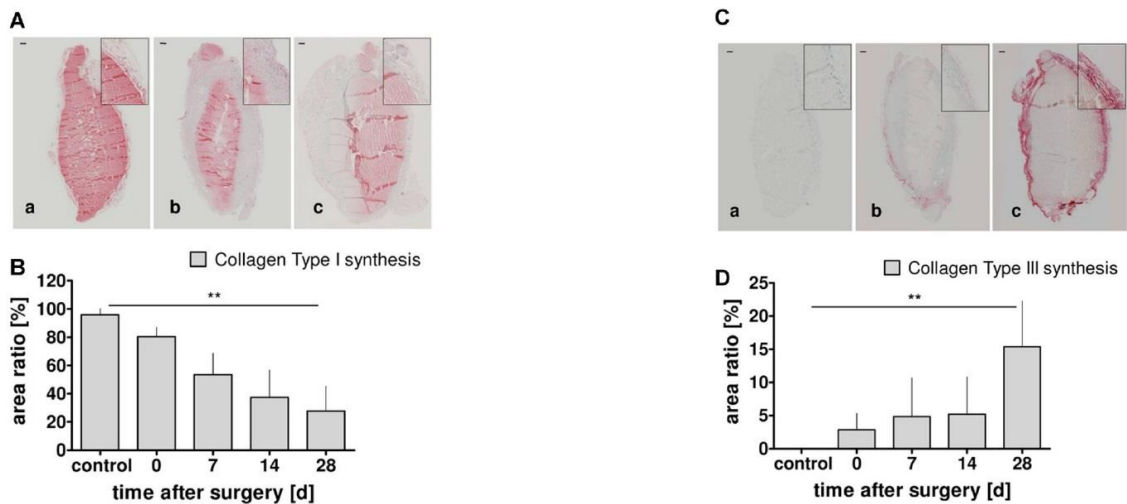 A
a
b
c
B
Collagen Type I synthesis
**
area ratio [%]
120
100
80
60
40
20
0
control 0 7 14 28
time after surgery [d]
C
a
b
c
D
Collagen Type III synthesis
**
area ratio [%]
25
20
15
10
5
0
control 0 7 14 28
time after surgery [d]